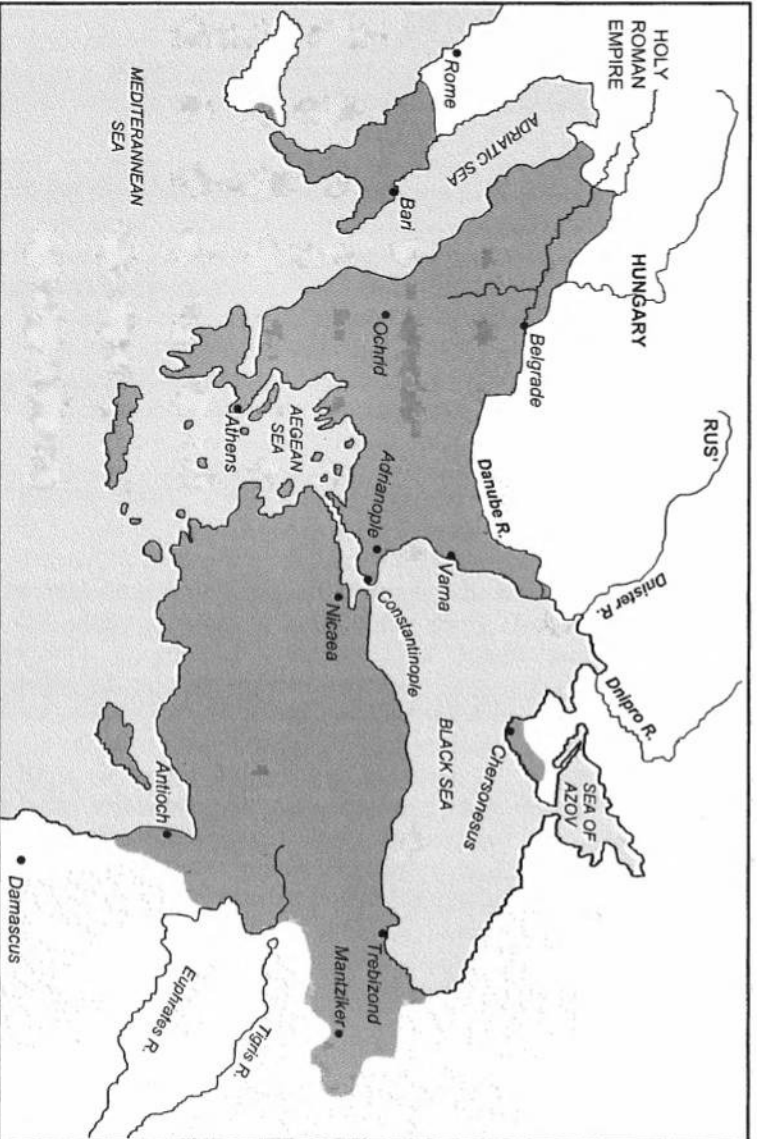 HOLY
ROMAN
EMPIRE
HUNGARY
RUS'
Dnister R.
Dnipro R.
SEA OF
AZOV
Rome
ADRIATIC SEA
Bari
Belgrade
Danube R.
Ochrid
Varna
Adrianople
Constantinople
BLACK SEA
Chersonesus
Nicaea
Trebizond
Mantziker
AEGEAN
SEA
Athens
MEDITERANNEAN
SEA
Antioch
Damascus
Euphrates R.
Tigris R.